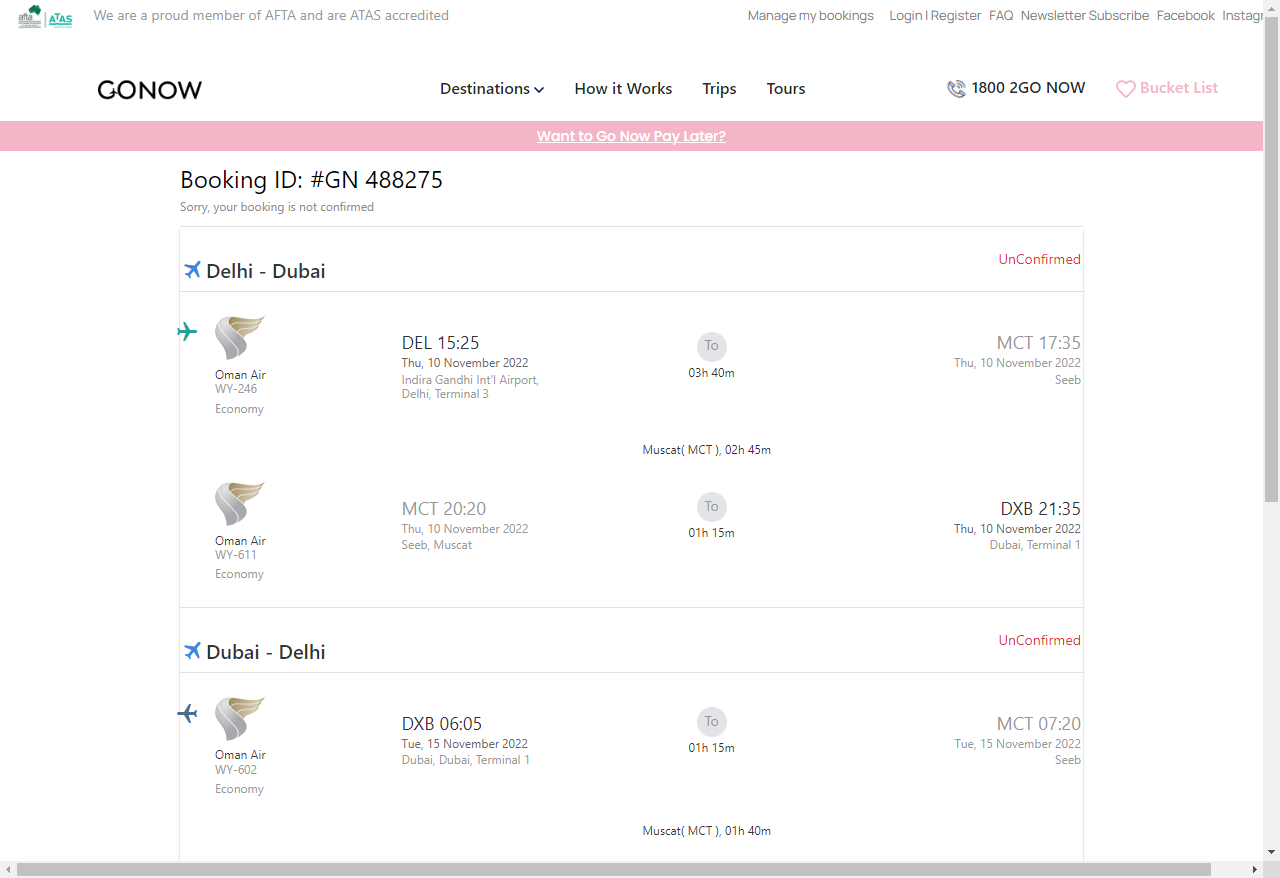 afta ATAS We are a proud member of AFTA and are ATAS accredited Manage my bookings Login | Register FAQ Newsletter Subscribe Facebook
GONOW Destinations How it Works Trips Tours 1800 2GO NOW Bucket List
Want to Go Now Pay Later?
Booking ID: #GN 488275
Sorry, your booking is not confirmed
Delhi - Dubai UnConfirmed
DEL 15:25 To MCT 17:35
Thu, 10 November 2022 03h 40m Thu, 10 November 2022
Oman Air Indira Gandhi Int'l Airport, Seeb
WY-246 Delhi, Terminal 3
Economy
Muscat( MCT ), 02h 45m
MCT 20:20 To DXB 21:35
Thu, 10 November 2022 01h 15m Thu, 10 November 2022
Oman Air Seeb, Muscat Dubai, Terminal 1
WY-611
Economy
Dubai - Delhi UnConfirmed
DXB 06:05 To MCT 07:20
Tue, 15 November 2022 01h 15m Tue, 15 November 2022
Oman Air Dubai, Dubai, Terminal 1 Seeb
WY-602
Economy
Muscat( MCT ), 01h 40m